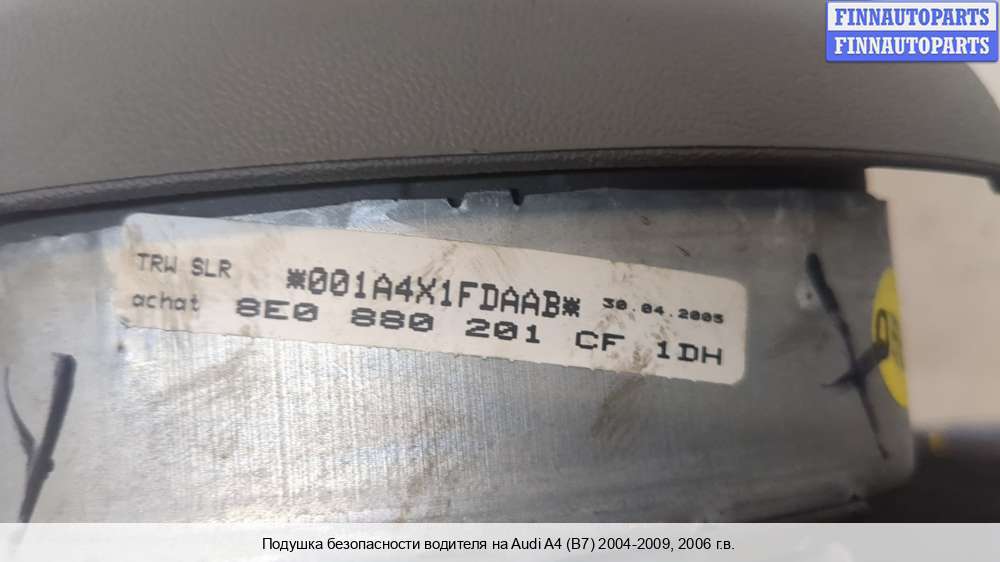 FINNAUTOPARTS
FINNAUTOPARTS
TRW SLR *001A4X1FDAAB* 30.04.2005
achat 8E0 880 201 CF 1DH
Подушка безопасности водителя на Audi A4 (B7) 2004-2009, 2006 г.в.